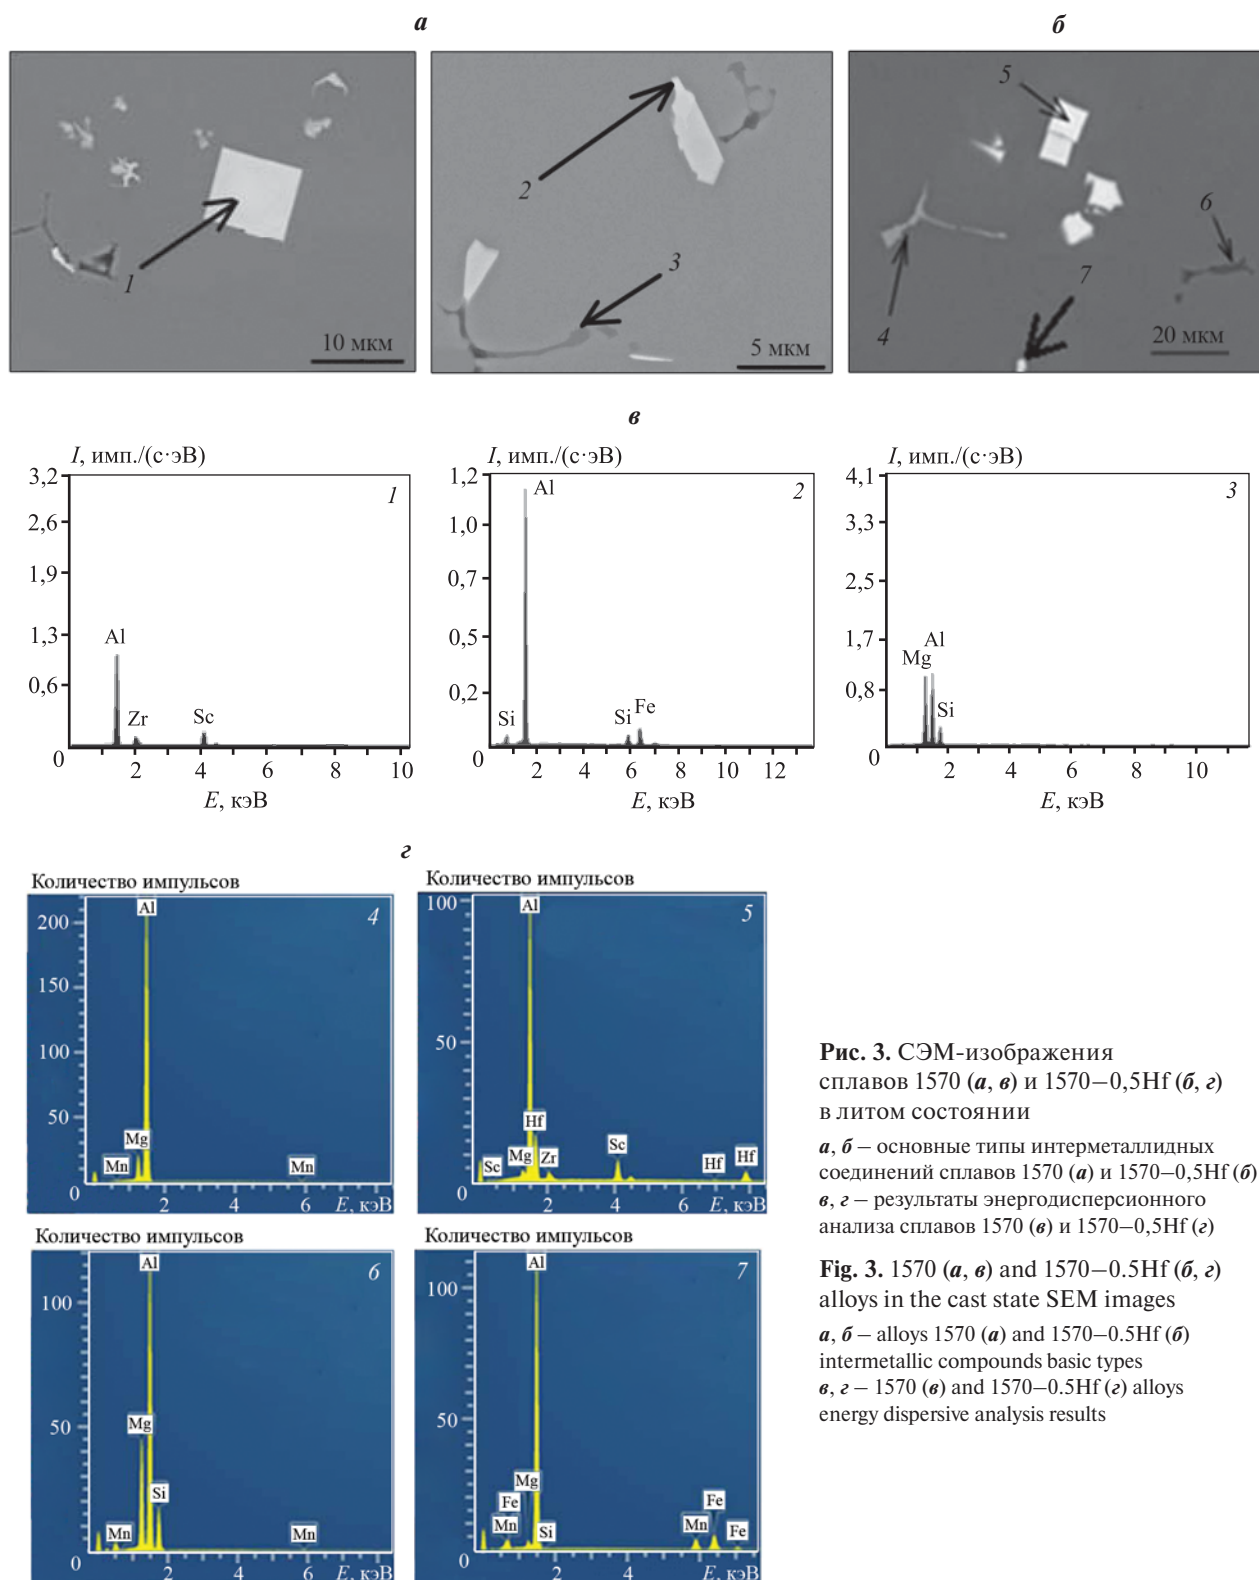 а
б
1
10 мкм
2
3
5 мкм
5
4
6
7
20 мкм
в
I, имп./(с·эВ)
3,2
2,6
1,9
1,3
0,6
0
1
Al
Zr
Sc
2
4
6
8
10
E, кэВ
I, имп./(с·эВ)
1,2
1,0
0,7
0,5
0,2
0
2
Al
Si
Si
Fe
2
4
6
8
10
12
E, кэВ
I, имп./(с·эВ)
4,1
3,3
2,5
1,7
0,8
0
3
Al
Mg
Si
2
4
6
8
10
E, кэВ
г
Количество импульсов
200
150
100
50
0
4
Al
Mg
Mn
Mn
2
4
6
E, кэВ
Количество импульсов
100
50
0
5
Al
Hf
Sc
Mg
Zr
Sc
Hf
Hf
2
4
6
E, кэВ
Количество импульсов
100
50
0
6
Al
Mg
Si
Mn
Mn
2
4
6
E, кэВ
Количество импульсов
100
50
0
7
Al
Mg
Fe
Mn
Si
Fe
Mn
Fe
2
4
6
E, кэВ
Рис. 3. СЭМ-изображения
сплавов 1570 (а, в) и 1570–0,5Hf (б, г)
в литом состоянии
а, б – основные типы интерметаллидных
соединений сплавов 1570 (а) и 1570–0,5Hf (б)
в, г – результаты энергодисперсионного
анализа сплавов 1570 (в) и 1570–0,5Hf (г)
Fig. 3. 1570 (а, в) and 1570–0.5Hf (б, г)
alloys in the cast state SEM images
а, б – alloys 1570 (а) and 1570–0.5Hf (б)
intermetallic compounds basic types
в, г – 1570 (в) and 1570–0.5Hf (г) alloys
energy dispersive analysis results